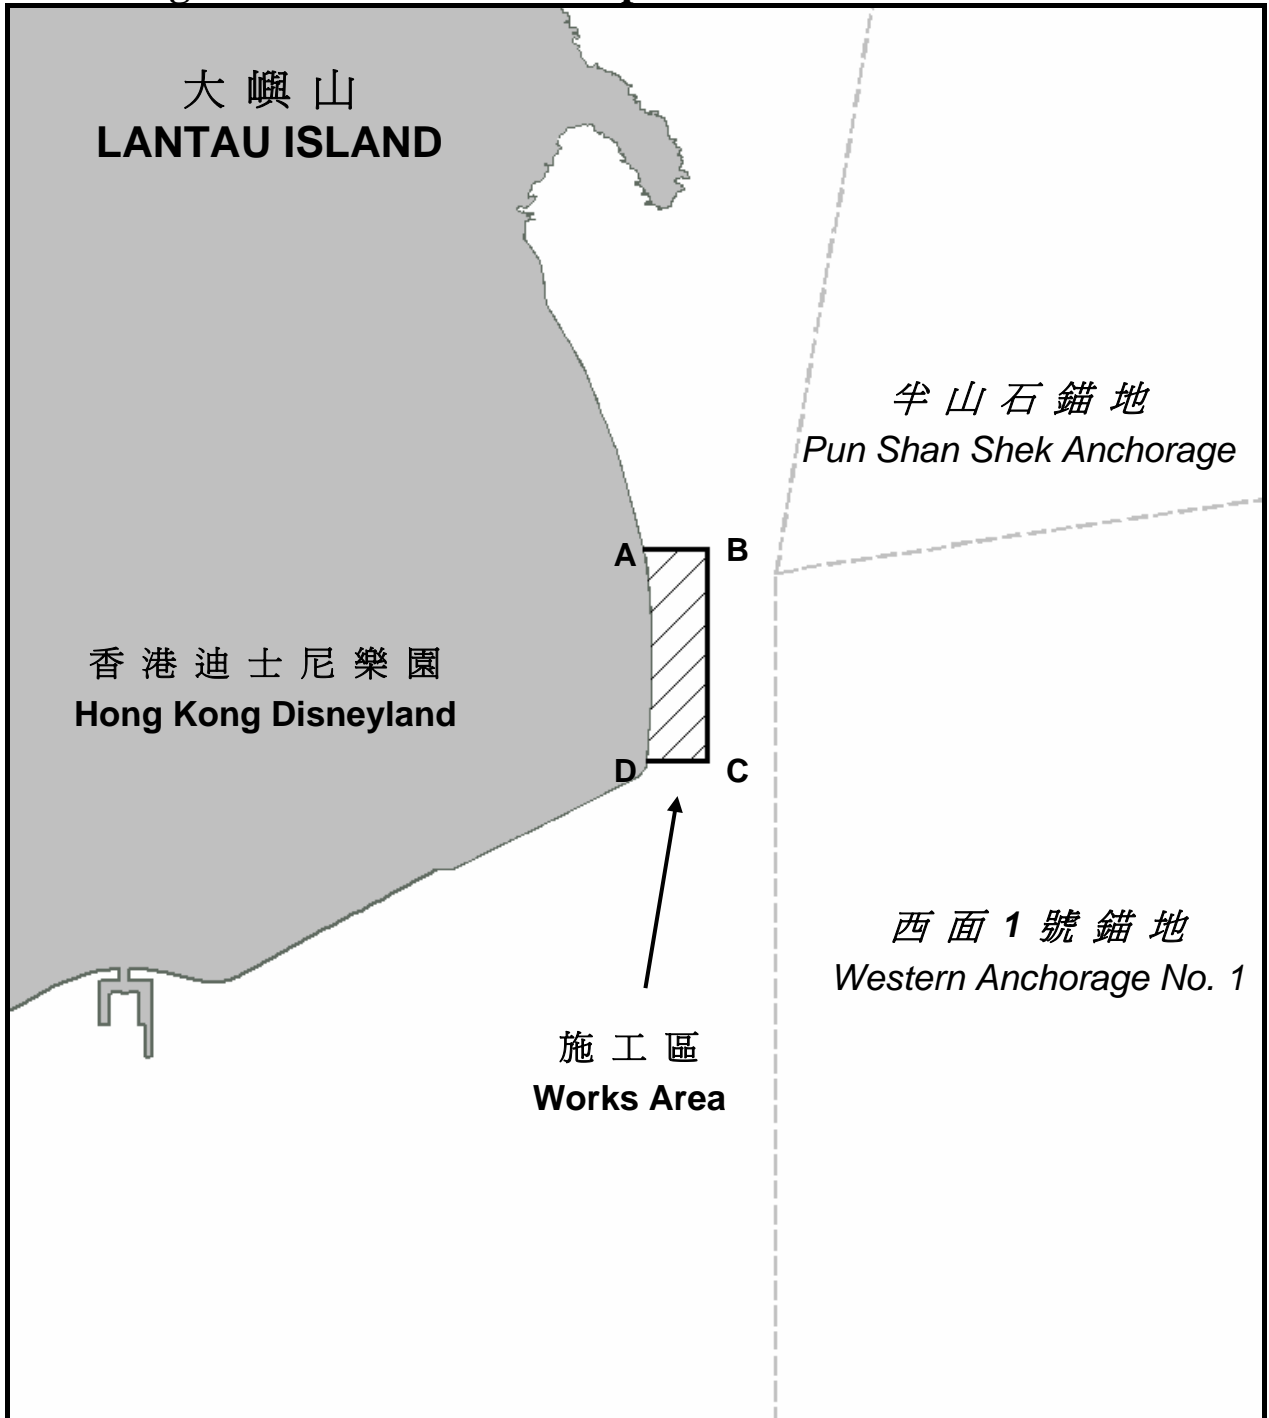 大嶼山
LANTAU ISLAND
半山石錨地
Pun Shan Shek Anchorage
A
B
香港迪士尼樂園
Hong Kong Disneyland
D
C
西面1號錨地
Western Anchorage No. 1
施工區
Works Area